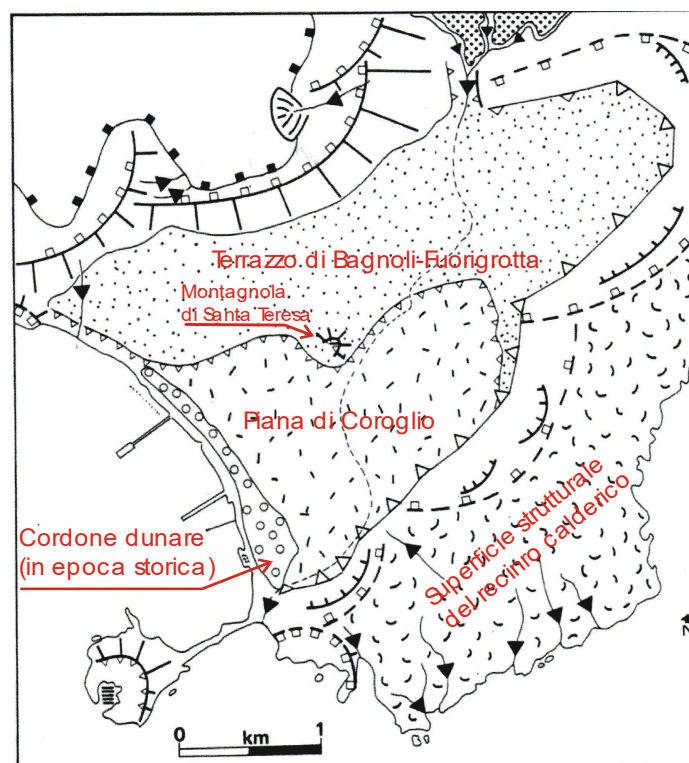 Terrazzo di Bagnoli-Fuorigrotta
Montagnola
di Santa Teresa
Piana di Coroglio
Cordone dunare
(in epoca storica)
Superficie strutturale
del recinro calderico
0 km 1